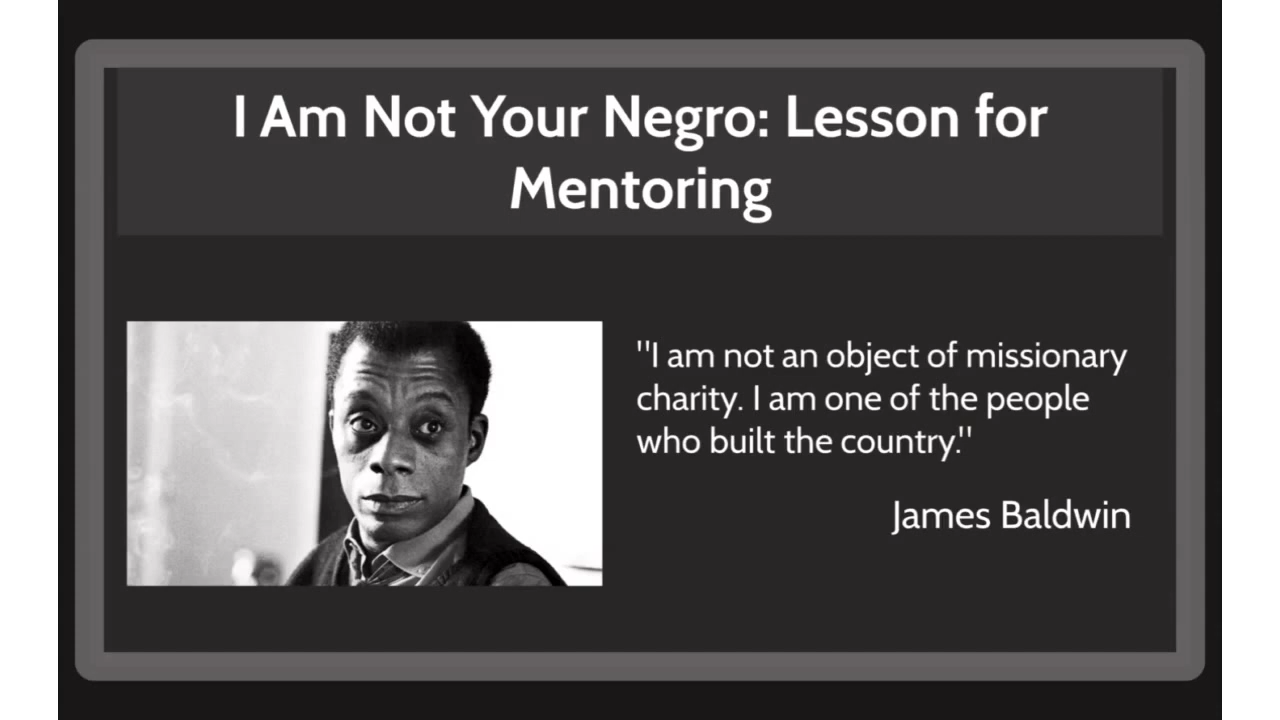 I Am Not Your Negro: Lesson for
Mentoring
"I am not an object of missionary
charity. I am one of the people
who built the country."
James Baldwin